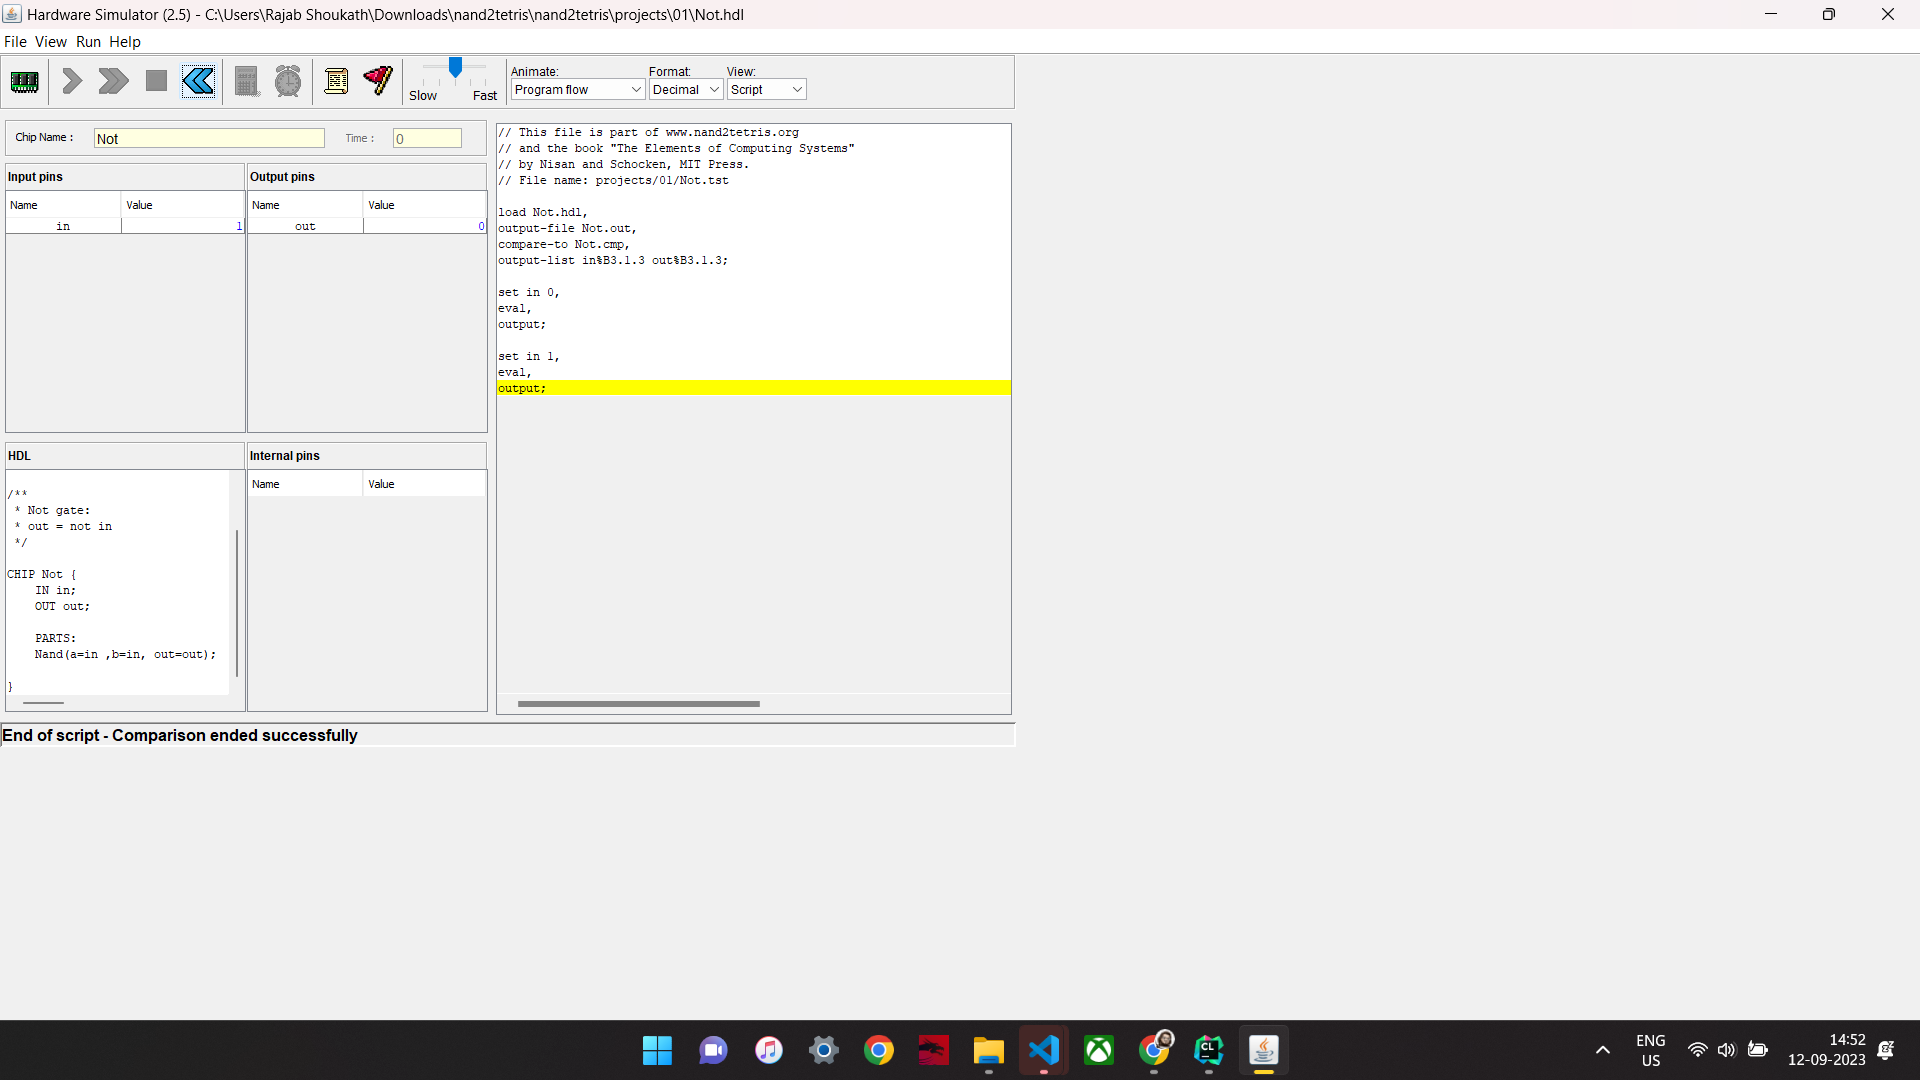 Hardware Simulator (2.5) - C:\Users\Rajab Shoukath\Downloads\nand2tetris\nand2tetris\projects\01\Not.hdl
File View Run Help
Slow Fast
Animate: Format: View:
Program flow Decimal Script
Chip Name : Not Time : 0
Input pins
Name Value
in 1
Output pins
Name Value
out 0
HDL
/**
* Not gate:
* out = not in
*/
CHIP Not {
IN in;
OUT out;
PARTS:
Nand(a=in ,b=in, out=out);
}
Internal pins
Name Value
// This file is part of www.nand2tetris.org
// and the book "The Elements of Computing Systems"
// by Nisan and Schocken, MIT Press.
// File name: projects/01/Not.tst
load Not.hdl,
output-file Not.out,
compare-to Not.cmp,
output-list in%B3.1.3 out%B3.1.3;
set in 0,
eval,
output;
set in 1,
eval,
output;
End of script - Comparison ended successfully
CL
ENG
US
14:52
12-09-2023